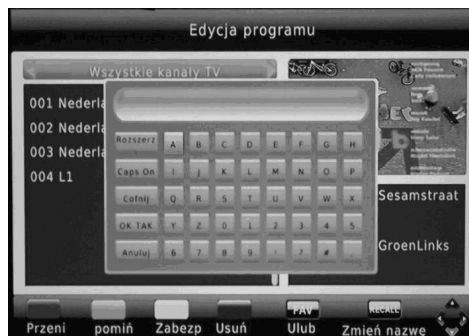 Edycja programu
Wszystkie kanały TV
001 Nederla
002 Nederla
003 Nederla
004 L1
Rozszerz A B C D E F G H
Caps On I J K L M N O P
Cofnij Q R S T U V W X
OK TAK Y Z 0 1 2 3 4 5
Anuluj 6 7 8 9 #
Sesamstraat
GroenLinks
FAV RECALL
Przeni pomiń Zabezp Usuń Ulub Zmień nazwe